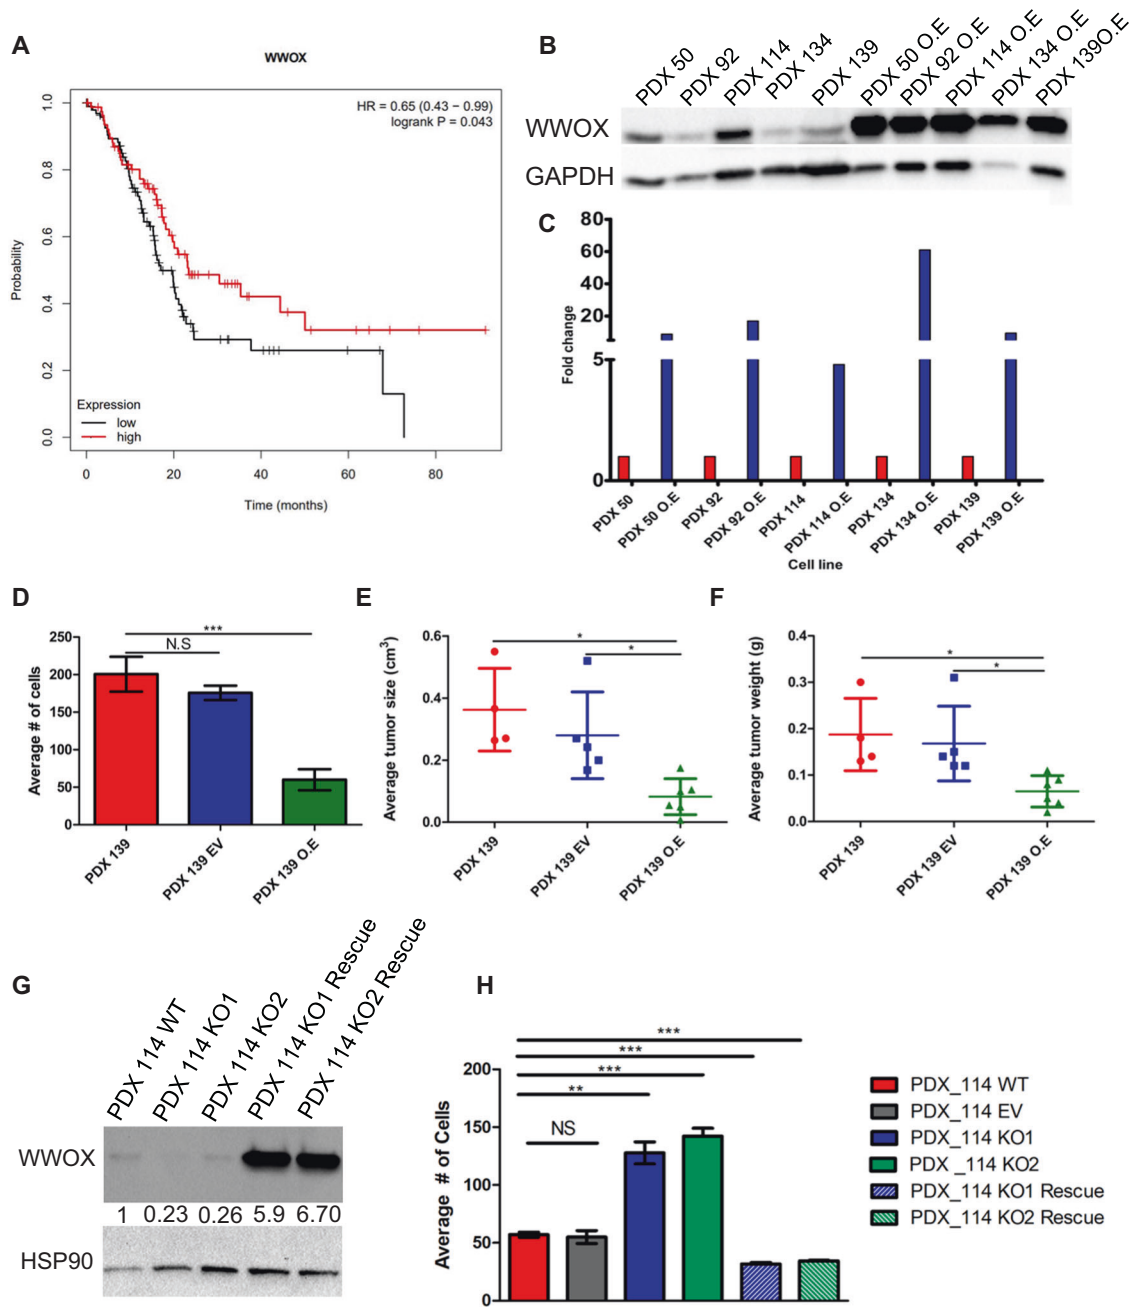 A
WWOX
HR = 0.65 (0.43 − 0.99)
logrank P = 0.043
Probability
1.0
0.8
0.6
0.4
0.2
0.0
Expression
low
high
0 20 40 60 80
Time (months)
B
PDX 50 PDX 92 PDX 114 PDX 134 PDX 139 PDX 50 O.E PDX 92 O.E PDX 114 O.E PDX 134 O.E PDX 139O.E
WWOX
GAPDH
C
Fold change
80
60
40
20
5
0
PDX 50 PDX 50 O.E PDX 92 PDX 92 O.E PDX 114 PDX 114 O.E PDX 134 PDX 134 O.E PDX 139 PDX 139 O.E
Cell line
D
Average # of cells
250
200
150
100
50
0
***
N.S
PDX 139 PDX 139 EV PDX 139 O.E
E
Average tumor size (cm3)
0.6
0.4
0.2
0.0
*
*
PDX 139 PDX 139 EV PDX 139 O.E
F
Average tumor weight (g)
0.4
0.3
0.2
0.1
0.0
*
*
PDX 139 PDX 139 EV PDX 139 O.E
G
PDX 114 WT PDX 114 KO1 PDX 114 KO2 PDX 114 KO1 Rescue PDX 114 KO2 Rescue
WWOX
1 0.23 0.26 5.9 6.70
HSP90
H
Average # of Cells
200
150
100
50
0
***
***
***
**
NS
PDX_114 WT
PDX_114 EV
PDX_114 KO1
PDX _114 KO2
PDX_114 KO1 Rescue
PDX_114 KO2 Rescue